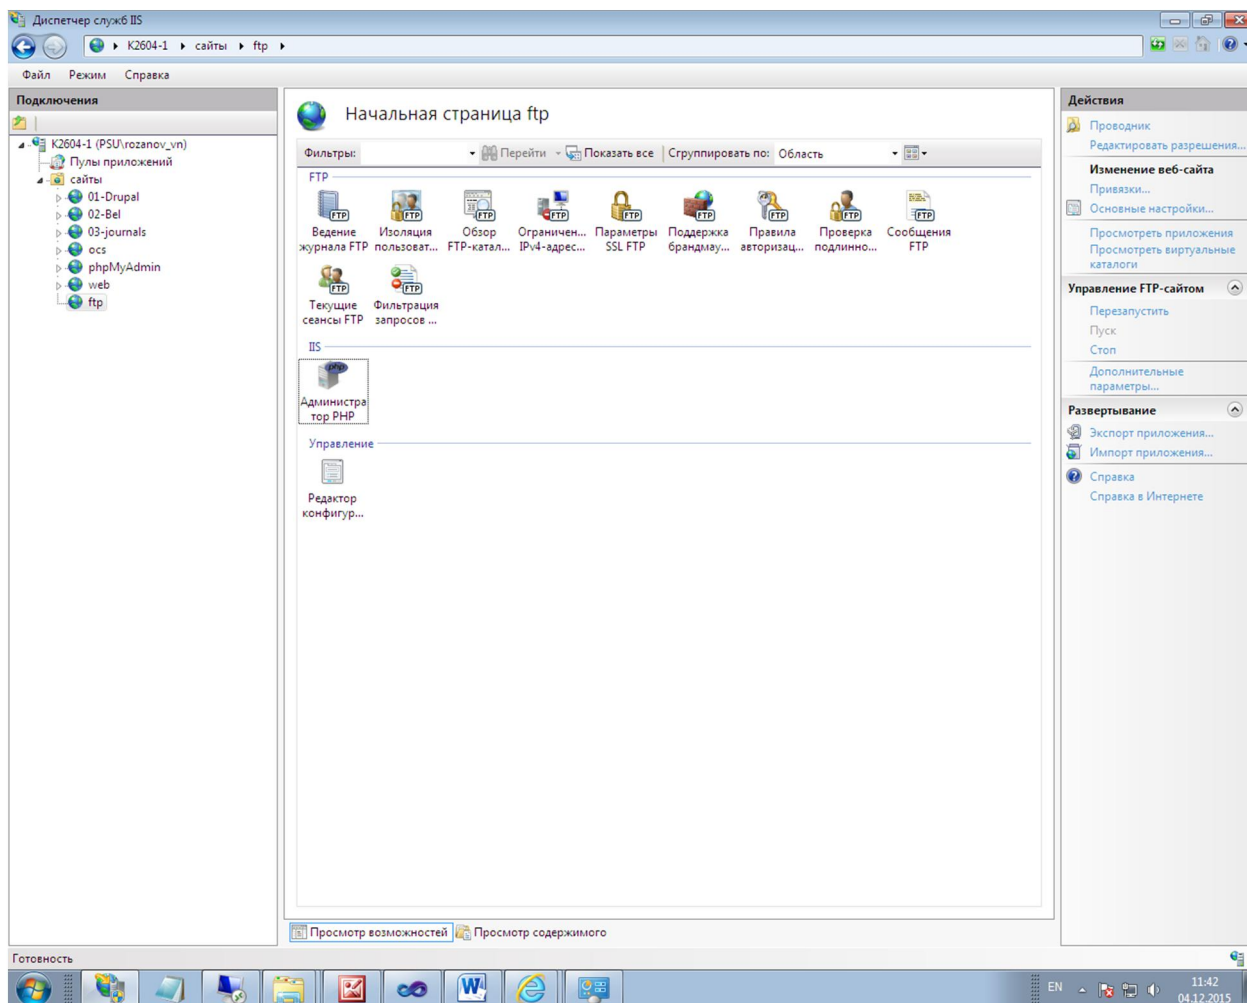 Диспетчер служб IIS
K2604-1 сайты ftp
Файл Режим Справка
Подключения
K2604-1 (PSU\rozanov_vn)
Пулы приложений
сайты
01-Drupal
02-Bel
03-journals
ocs
phpMyAdmin
web
ftp
Начальная страница ftp
Фильтры: Перейти Показать все Сгруппировать по: Область
FTP
Ведение журнала FTP
Изоляция пользоват...
Обзор FTP-катал...
Ограничен... IPv4-адрес...
Параметры SSL FTP
Поддержка брандмау...
Правила авторизац...
Проверка подлинно...
Сообщения FTP
Текущие сеансы FTP
Фильтрация запросов ...
IIS
Администра
тор PHP
Управление
Редактор
конфигур...
Просмотр возможностей Просмотр содержимого
Действия
Проводник
Редактировать разрешения...
Изменение веб-сайта
Привязки...
Основные настройки...
Просмотреть приложения
Просмотреть виртуальные
каталоги
Управление FTP-сайтом
Перезапустить
Пуск
Стоп
Дополнительные
параметры...
Развертывание
Экспорт приложения...
Импорт приложения...
Справка
Справка в Интернете
Готовность
EN
11:42
04.12.2015